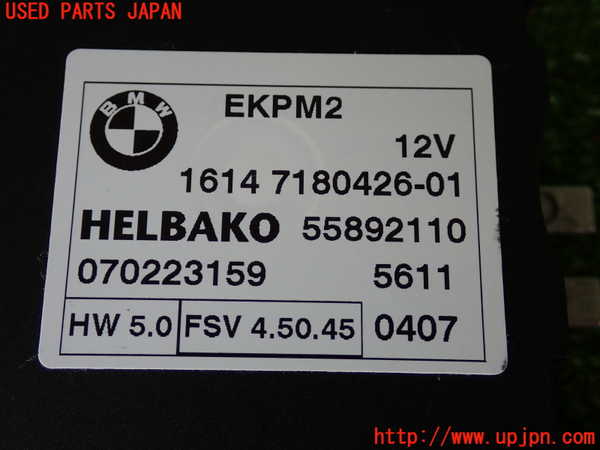 USED PARTS JAPAN
BMW
EKPM2
12V
1614 7180426-01
HELBAKO 55892110
070223159 5611
HW 5.0 FSV 4.50.45 0407
www.upjpn.com